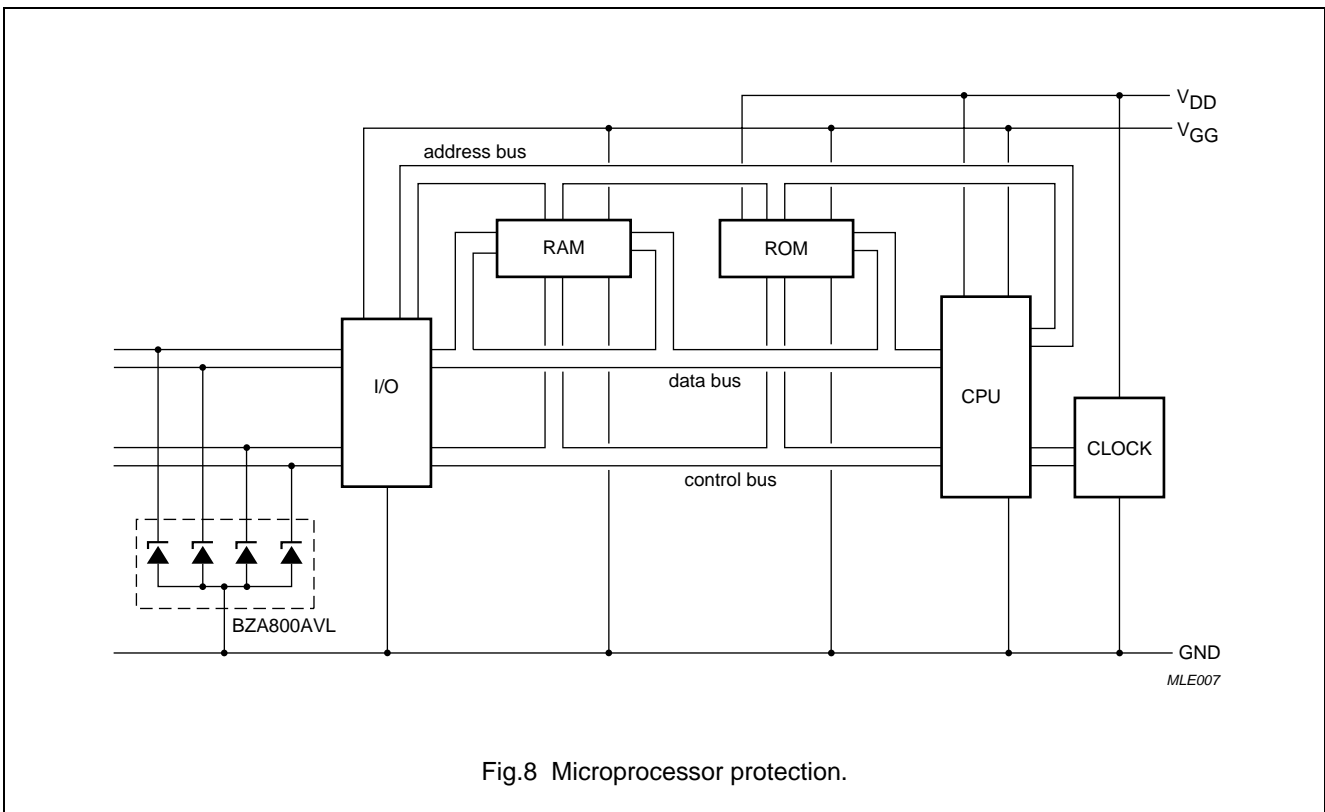 VDD
VGG
address bus
RAM
ROM
I/O
data bus
CPU
CLOCK
control bus
BZA800AVL
GND
MLE007
Fig.8 Microprocessor protection.